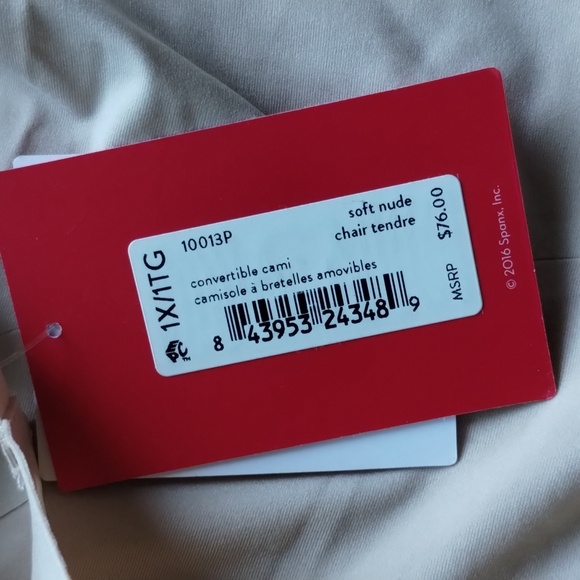 10013P
soft nude
chair tendre
convertible cami
camisole à bretelles amovibles
8 43953 24348 9
1X/1TG
EPC™
MSRP $76.00
© 2016 Spanx, Inc.